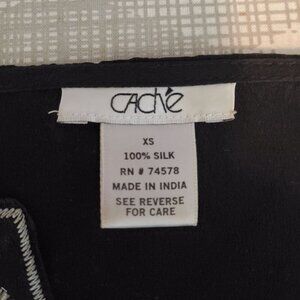 CACHÉ
XS
100% SILK
RN # 74578
MADE IN INDIA
SEE REVERSE
FOR CARE